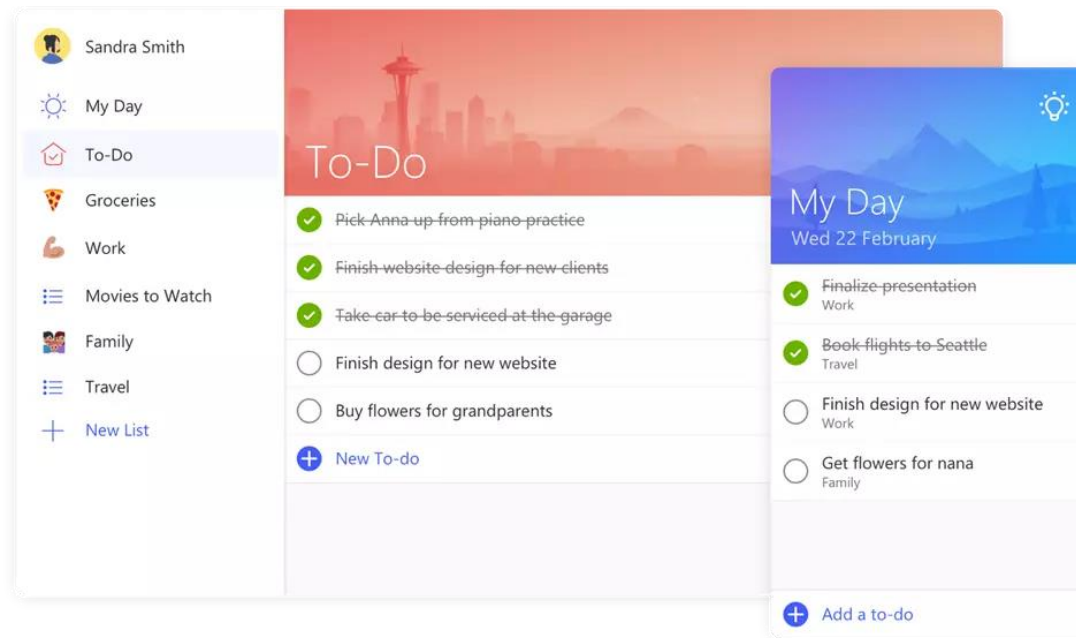 Sandra Smith
My Day
To-Do
Groceries
Work
Movies to Watch
Family
Travel
New List
To-Do
Pick Anna up from piano practice
Finish website design for new clients
Take car to be serviced at the garage
Finish design for new website
Buy flowers for grandparents
New To-do
My Day
Wed 22 February
Finalize presentation
Work
Book flights to Seattle
Travel
Finish design for new website
Work
Get flowers for nana
Family
Add a to-do